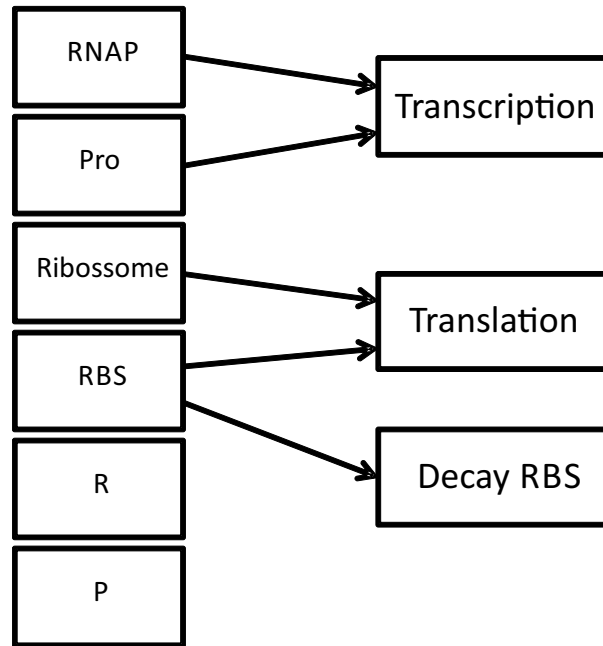 RNAP
Transcription
Pro
Ribossome
Translation
RBS
Decay RBS
R
P